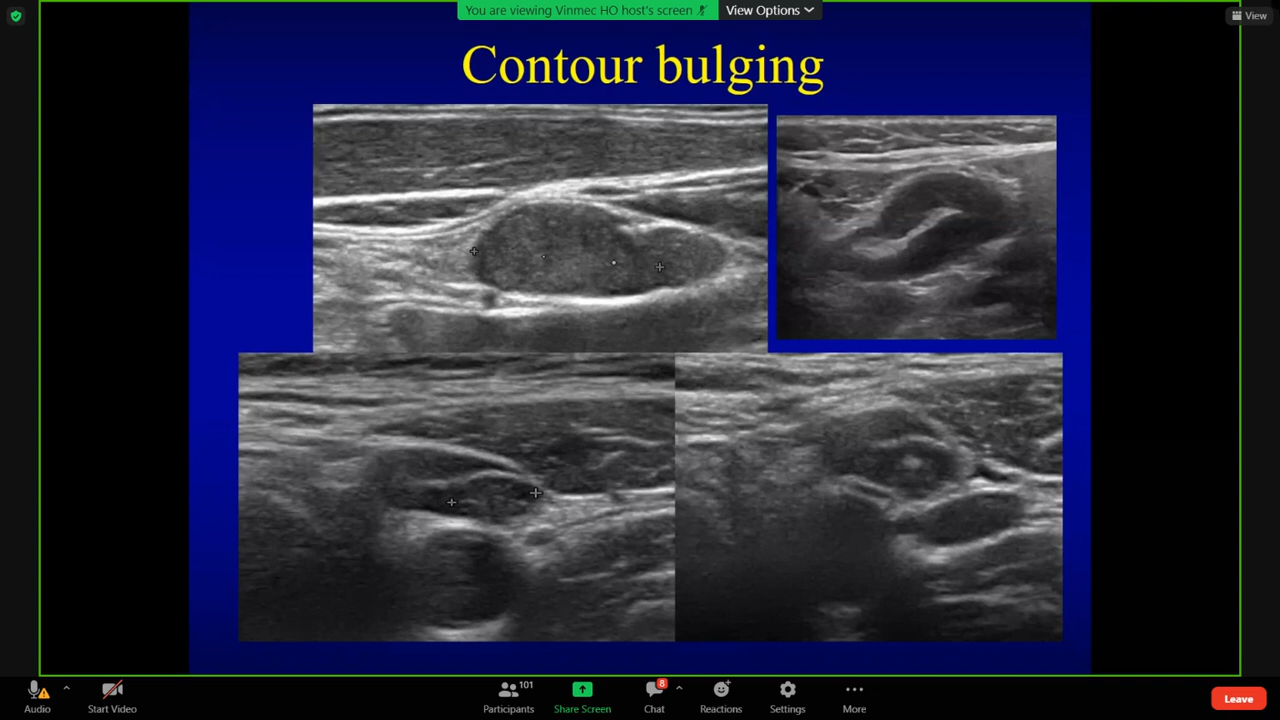 You are viewing Vinmec HO host's screen
View Options
View
Contour bulging
Audio
Start Video
101
Participants
Share Screen
8
Chat
Reactions
Settings
More
Leave